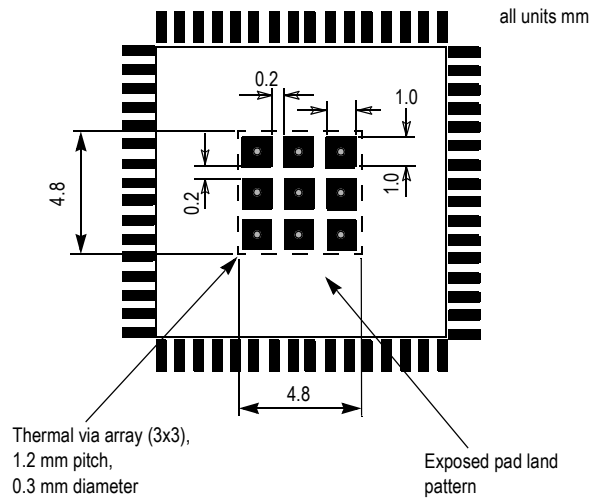 all units mm
0.2
1.0
4.8
0.2
1.0
4.8
Thermal via array (3x3),
1.2 mm pitch,
0.3 mm diameter
Exposed pad land
pattern